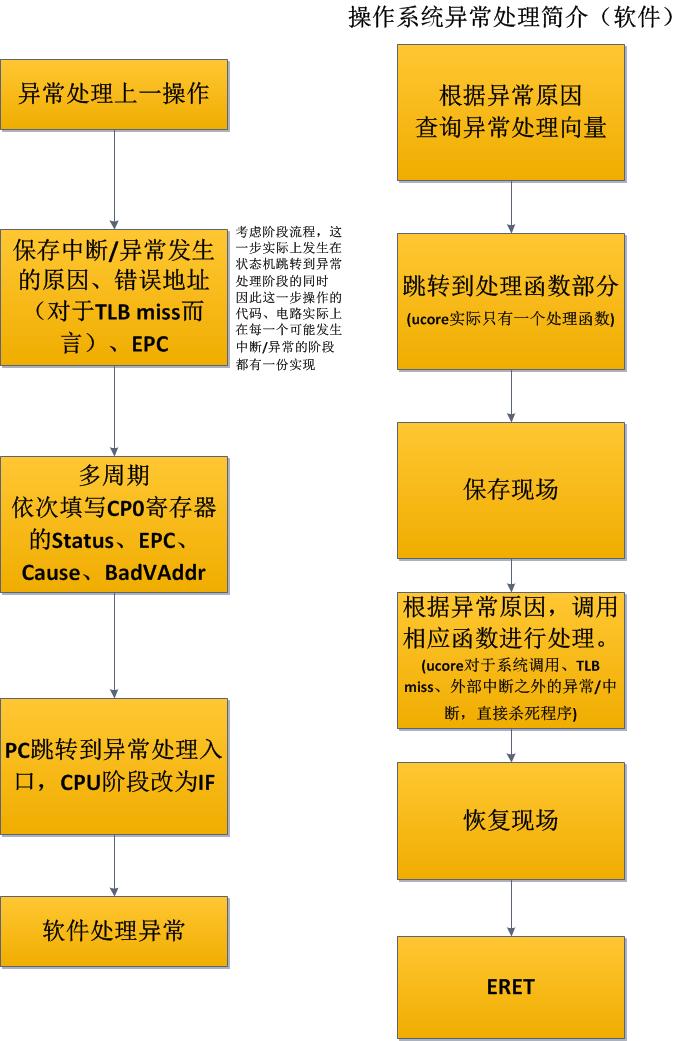 操作系统异常处理简介（软件）
异常处理上一操作
保存中断/异常发生
的原因、错误地址
（对于TLB miss而
言）、EPC
考虑阶段流程，这
一步实际上发生在
状态机跳转到异常
处理阶段的同时
因此这一步操作的
代码、电路实际上
在每一个可能发生
中断/异常的阶段
都有一份实现
多周期
依次填写CP0寄存器
的Status、EPC、
Cause、BadVAddr
PC跳转到异常处理入
口，CPU阶段改为IF
软件处理异常
根据异常原因
查询异常处理向量
跳转到处理函数部分
(ucore实际只有一个处理函数)
保存现场
根据异常原因，调用
相应函数进行处理。
(ucore对于系统调用、TLB
miss、外部中断之外的异常/中
断，直接杀死程序)
恢复现场
ERET